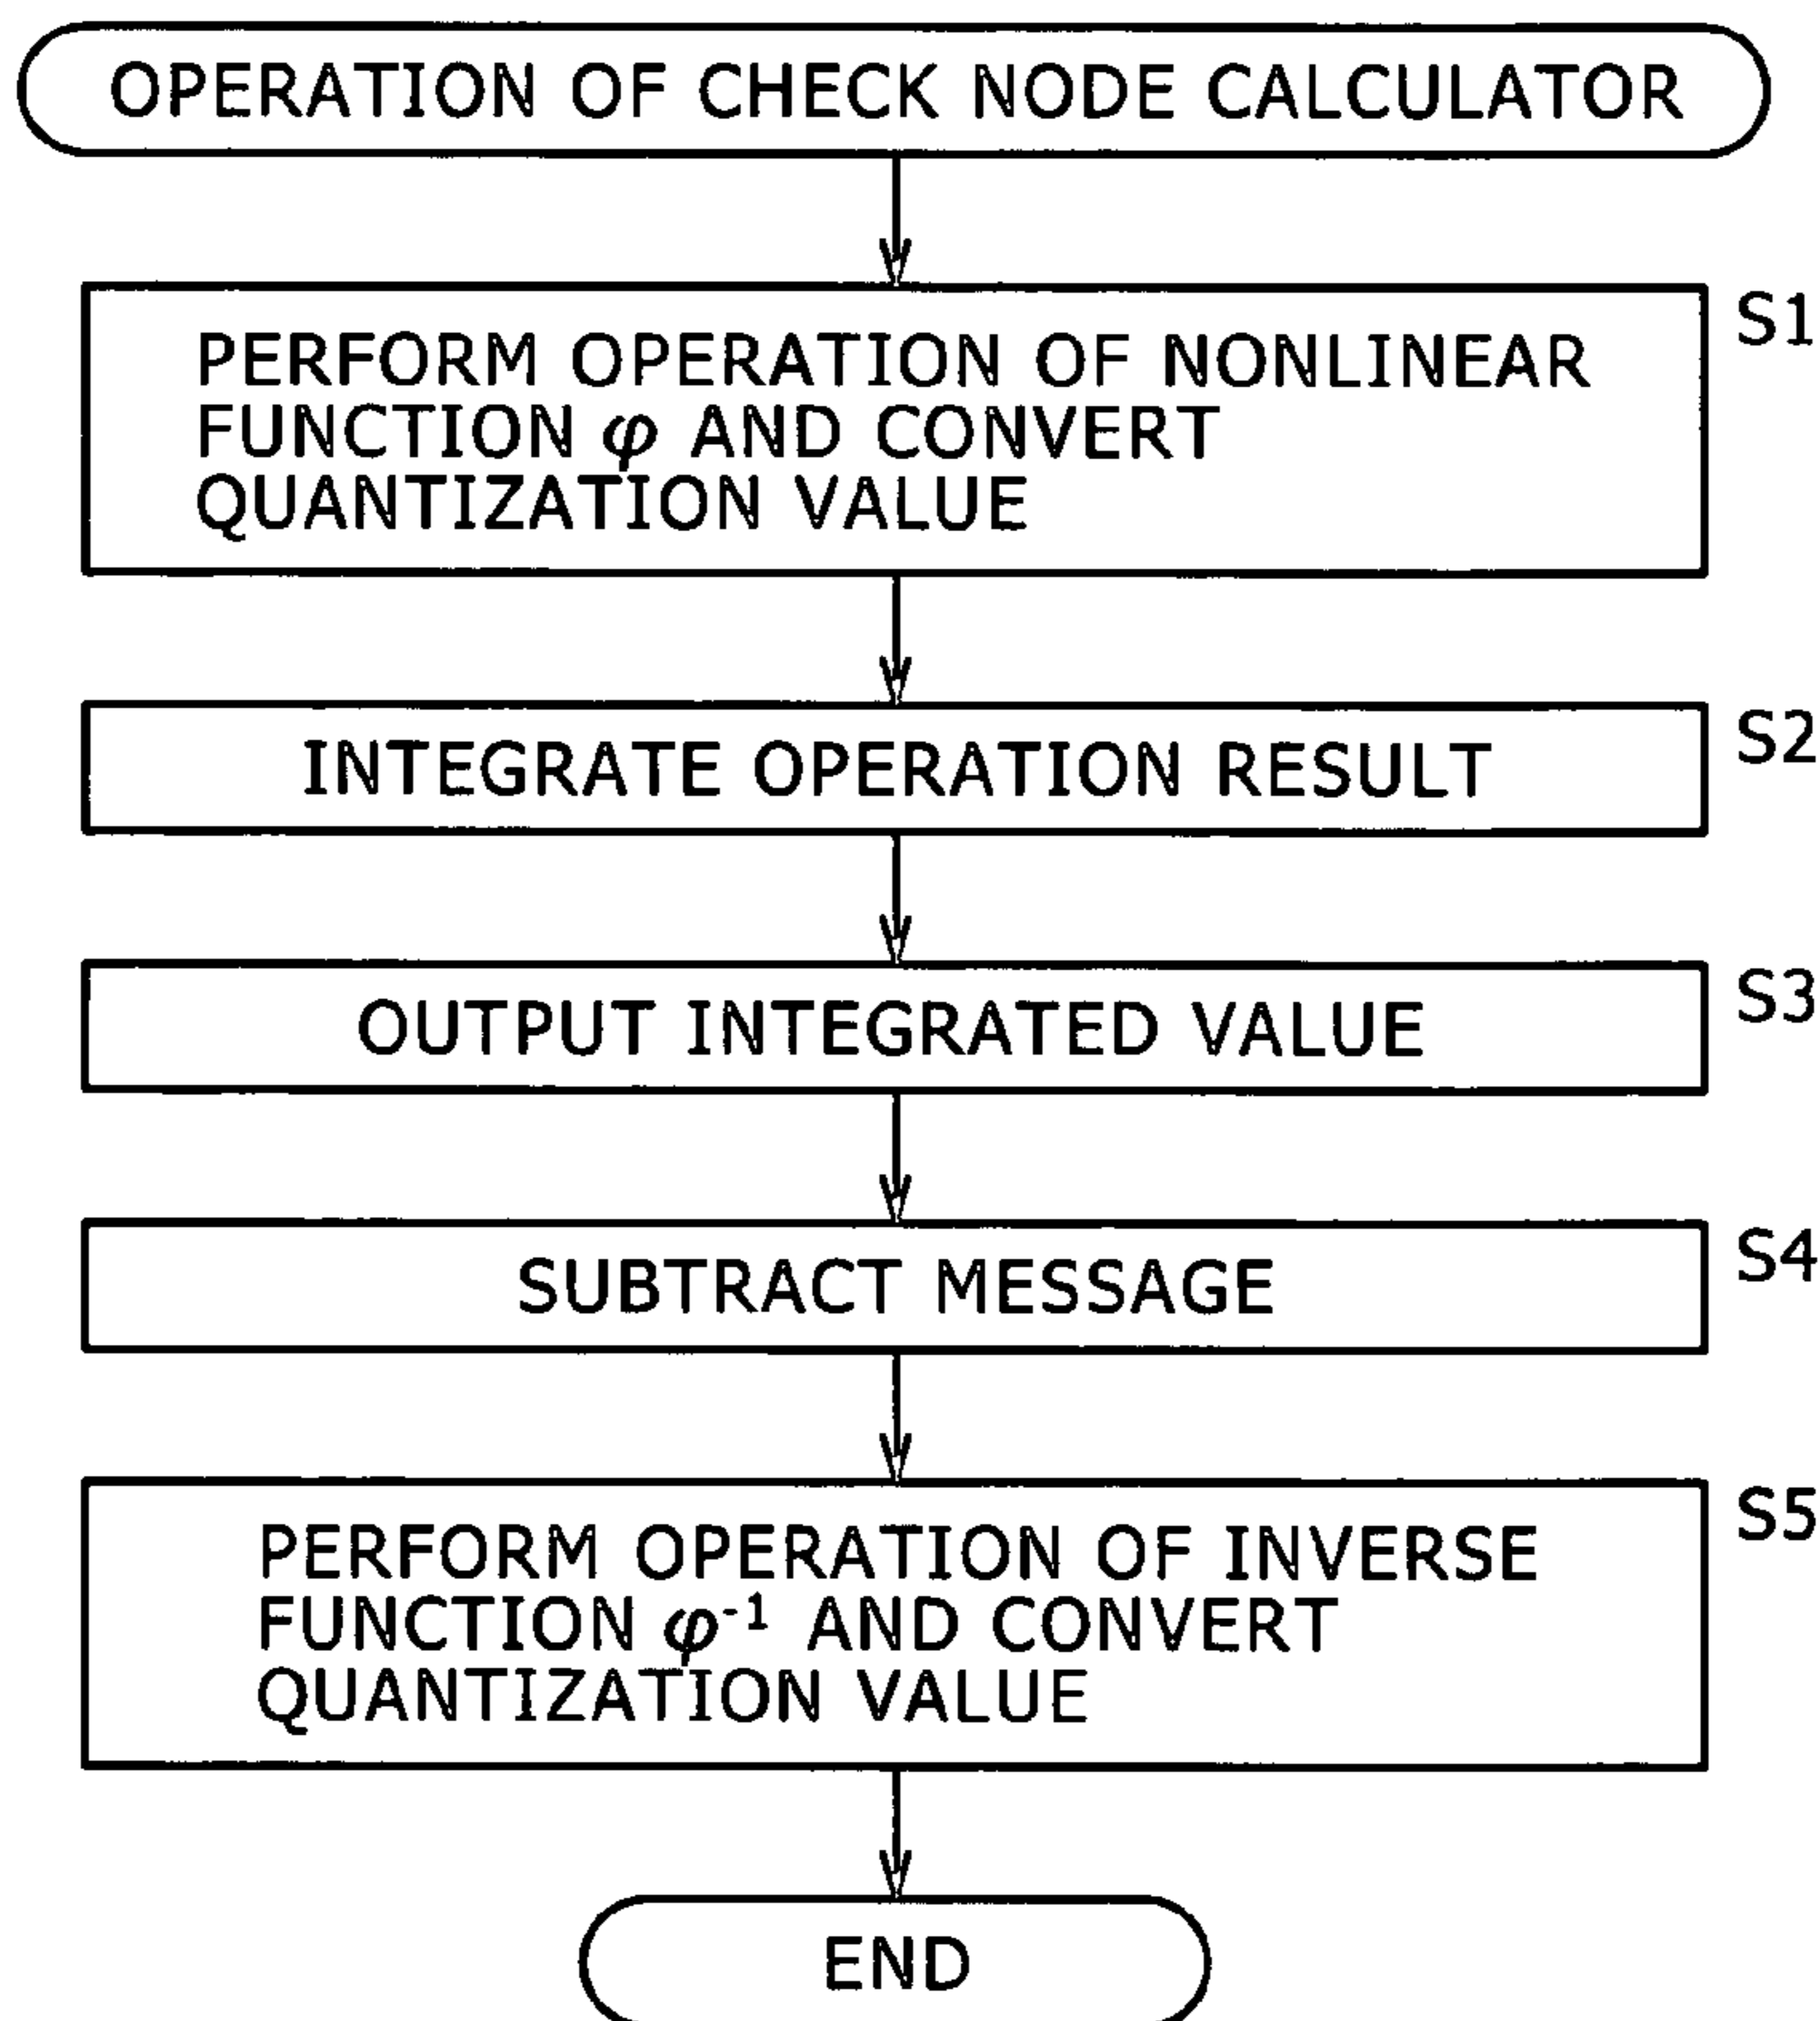 OPERATION OF CHECK NODE CALCULATOR
S1
PERFORM OPERATION OF NONLINEAR
FUNCTION φ AND CONVERT
QUANTIZATION VALUE
S2
INTEGRATE OPERATION RESULT
S3
OUTPUT INTEGRATED VALUE
S4
SUBTRACT MESSAGE
S5
PERFORM OPERATION OF INVERSE
FUNCTION φ⁻¹ AND CONVERT
QUANTIZATION VALUE
END